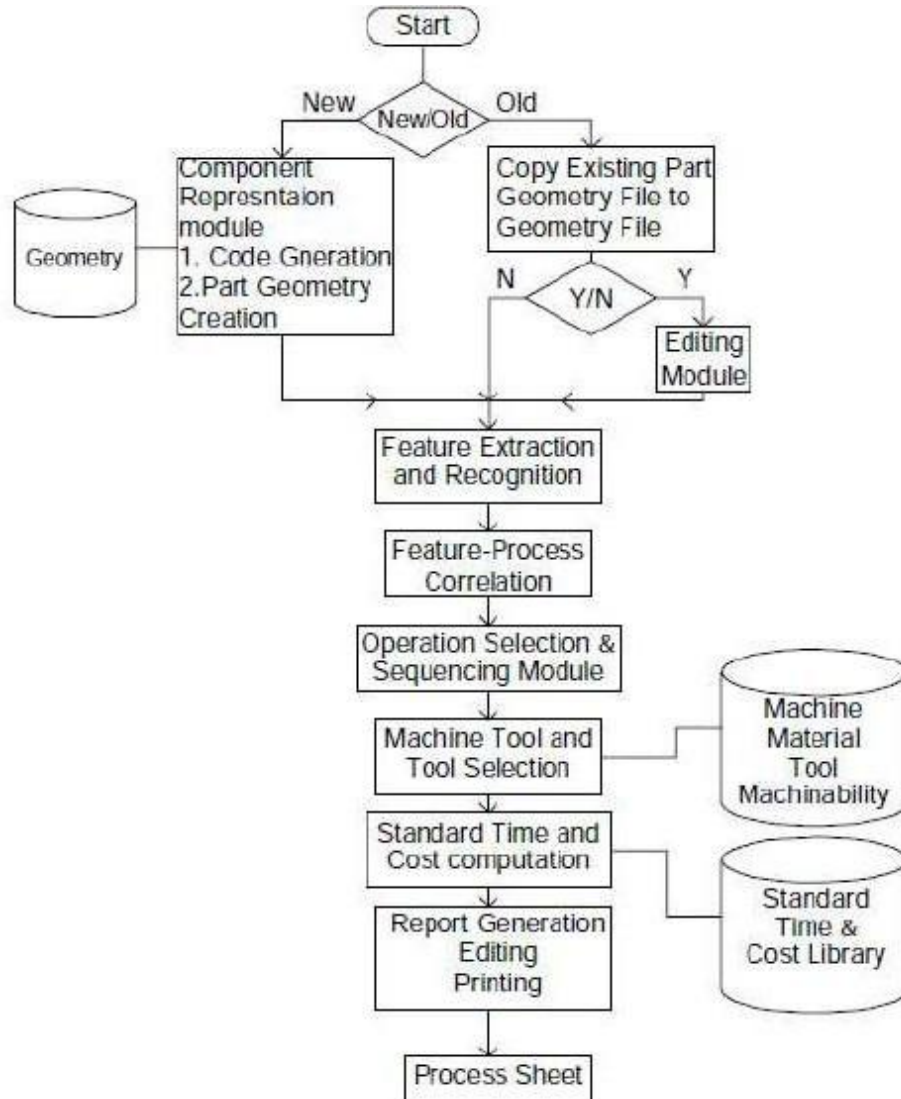 Start
New
New/Old
Old
Component
Represntaion
module
1. Code Gneration
2.Part Geometry
Creation
Geometry
Copy Existing Part
Geometry File to
Geometry File
N
Y/N
Y
Editing
Module
Feature Extraction
and Recognition
Feature-Process
Correlation
Operation Selection &
Sequencing Module
Machine Tool and
Tool Selection
Machine
Material
Tool
Machinability
Standard Time and
Cost computation
Standard
Time &
Cost Library
Report Generation
Editing
Printing
Process Sheet